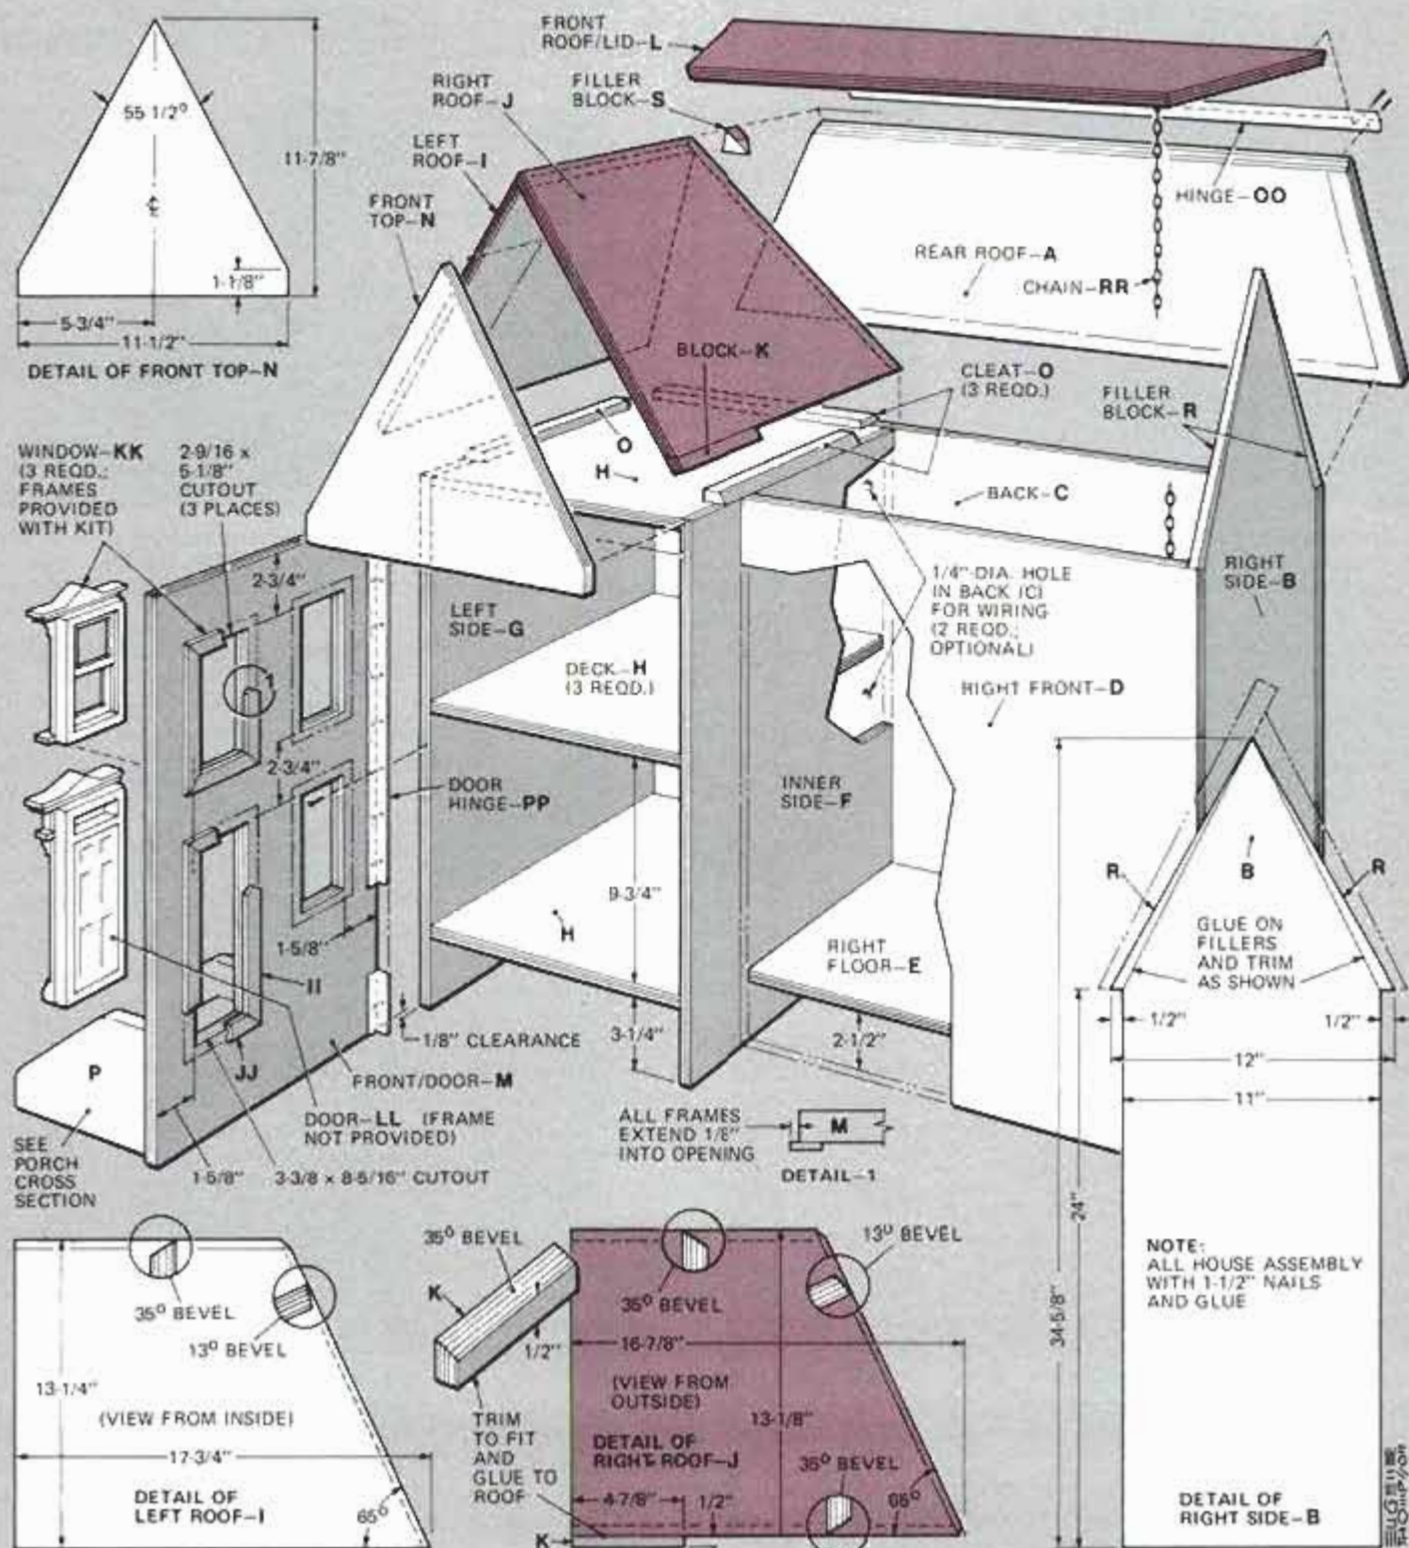 55-1/2°
11-7/8"
1-1/8"
5-3/4"
11-1/2"
DETAIL OF FRONT TOP-N
FRONT
ROOF/LID-L
RIGHT
ROOF-J
FILLER
BLOCK-S
LEFT
ROOF-I
FRONT
TOP-N
HINGE-OO
REAR ROOF-A
CHAIN-RR
BLOCK-K
CLEAT-O
(3 REQD.)
FILLER
BLOCK-R
WINDOW-KK
(3 REQD.;
FRAMES
PROVIDED
WITH KIT)
2-9/16 x
5-1/8"
CUTOUT
(3 PLACES)
O
H
BACK-C
2-3/4"
1
LEFT
SIDE-G
DECK-H
(3 REQD.)
1/4"-DIA. HOLE
IN BACK (C)
FOR WIRING
(2 REQD.;
OPTIONAL)
RIGHT
SIDE-B
RIGHT FRONT-D
2-3/4"
DOOR
HINGE-PP
INNER
SIDE-F
9-3/4"
H
1-5/8"
II
RIGHT
FLOOR-E
R
B
R
GLUE ON
FILLERS
AND TRIM
AS SHOWN
1/2"
1/2"
12"
11"
1/8" CLEARANCE
3-1/4"
2-1/2"
P
JJ
FRONT/DOOR-M
DOOR-LL (FRAME
NOT PROVIDED)
SEE
PORCH
CROSS
SECTION
1-5/8"
3-3/8 x 8-5/16" CUTOUT
ALL FRAMES
EXTEND 1/8"
INTO OPENING
M
DETAIL-1
34-5/8"
24"
NOTE:
ALL HOUSE ASSEMBLY
WITH 1-1/2" NAILS
AND GLUE
DETAIL OF
RIGHT SIDE-B
35° BEVEL
13° BEVEL
13-1/4"
(VIEW FROM INSIDE)
17-3/4"
DETAIL OF
LEFT ROOF-I
65°
35° BEVEL
K
1/2"
TRIM
TO FIT
AND
GLUE TO
ROOF
K
35° BEVEL
13° BEVEL
16-7/8"
(VIEW FROM
OUTSIDE)
13-1/8"
DETAIL OF
RIGHT ROOF-J
35° BEVEL
4-7/8"
1/2"
65°
EUGENE
THOMPSON